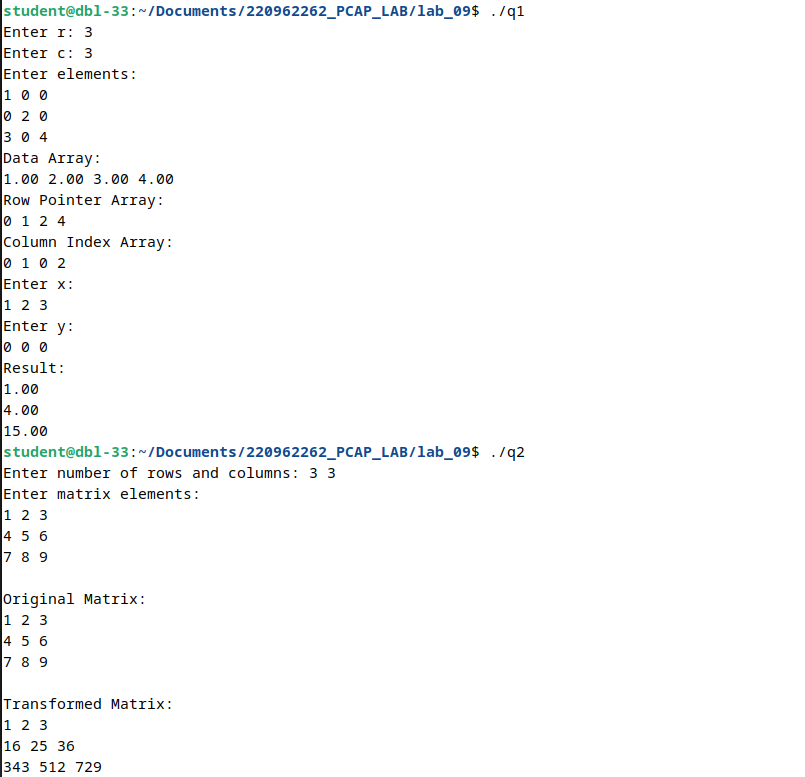 student@dbl-33:~/Documents/220962262_PCAP_LAB/lab_09$ ./q1
Enter r: 3
Enter c: 3
Enter elements:
1 0 0
0 2 0
3 0 4
Data Array:
1.00 2.00 3.00 4.00
Row Pointer Array:
0 1 2 4
Column Index Array:
0 1 0 2
Enter x:
1 2 3
Enter y:
0 0 0
Result:
1.00
4.00
15.00
student@dbl-33:~/Documents/220962262_PCAP_LAB/lab_09$ ./q2
Enter number of rows and columns: 3 3
Enter matrix elements:
1 2 3
4 5 6
7 8 9

Original Matrix:
1 2 3
4 5 6
7 8 9

Transformed Matrix:
1 2 3
16 25 36
343 512 729